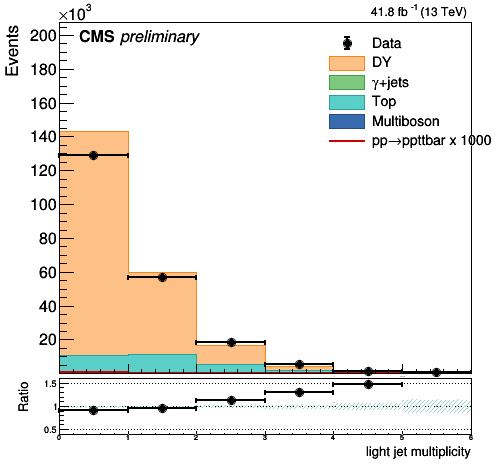 ×10³
41.8 fb⁻¹ (13 TeV)
CMS preliminary
Events
200
180
160
140
120
100
80
60
40
20
Data
DY
γ+jets
Top
Multiboson
pp→ppttbar x 1000
Ratio
1.5
1
0.5
0 1 2 3 4 5 6
light jet multiplicity